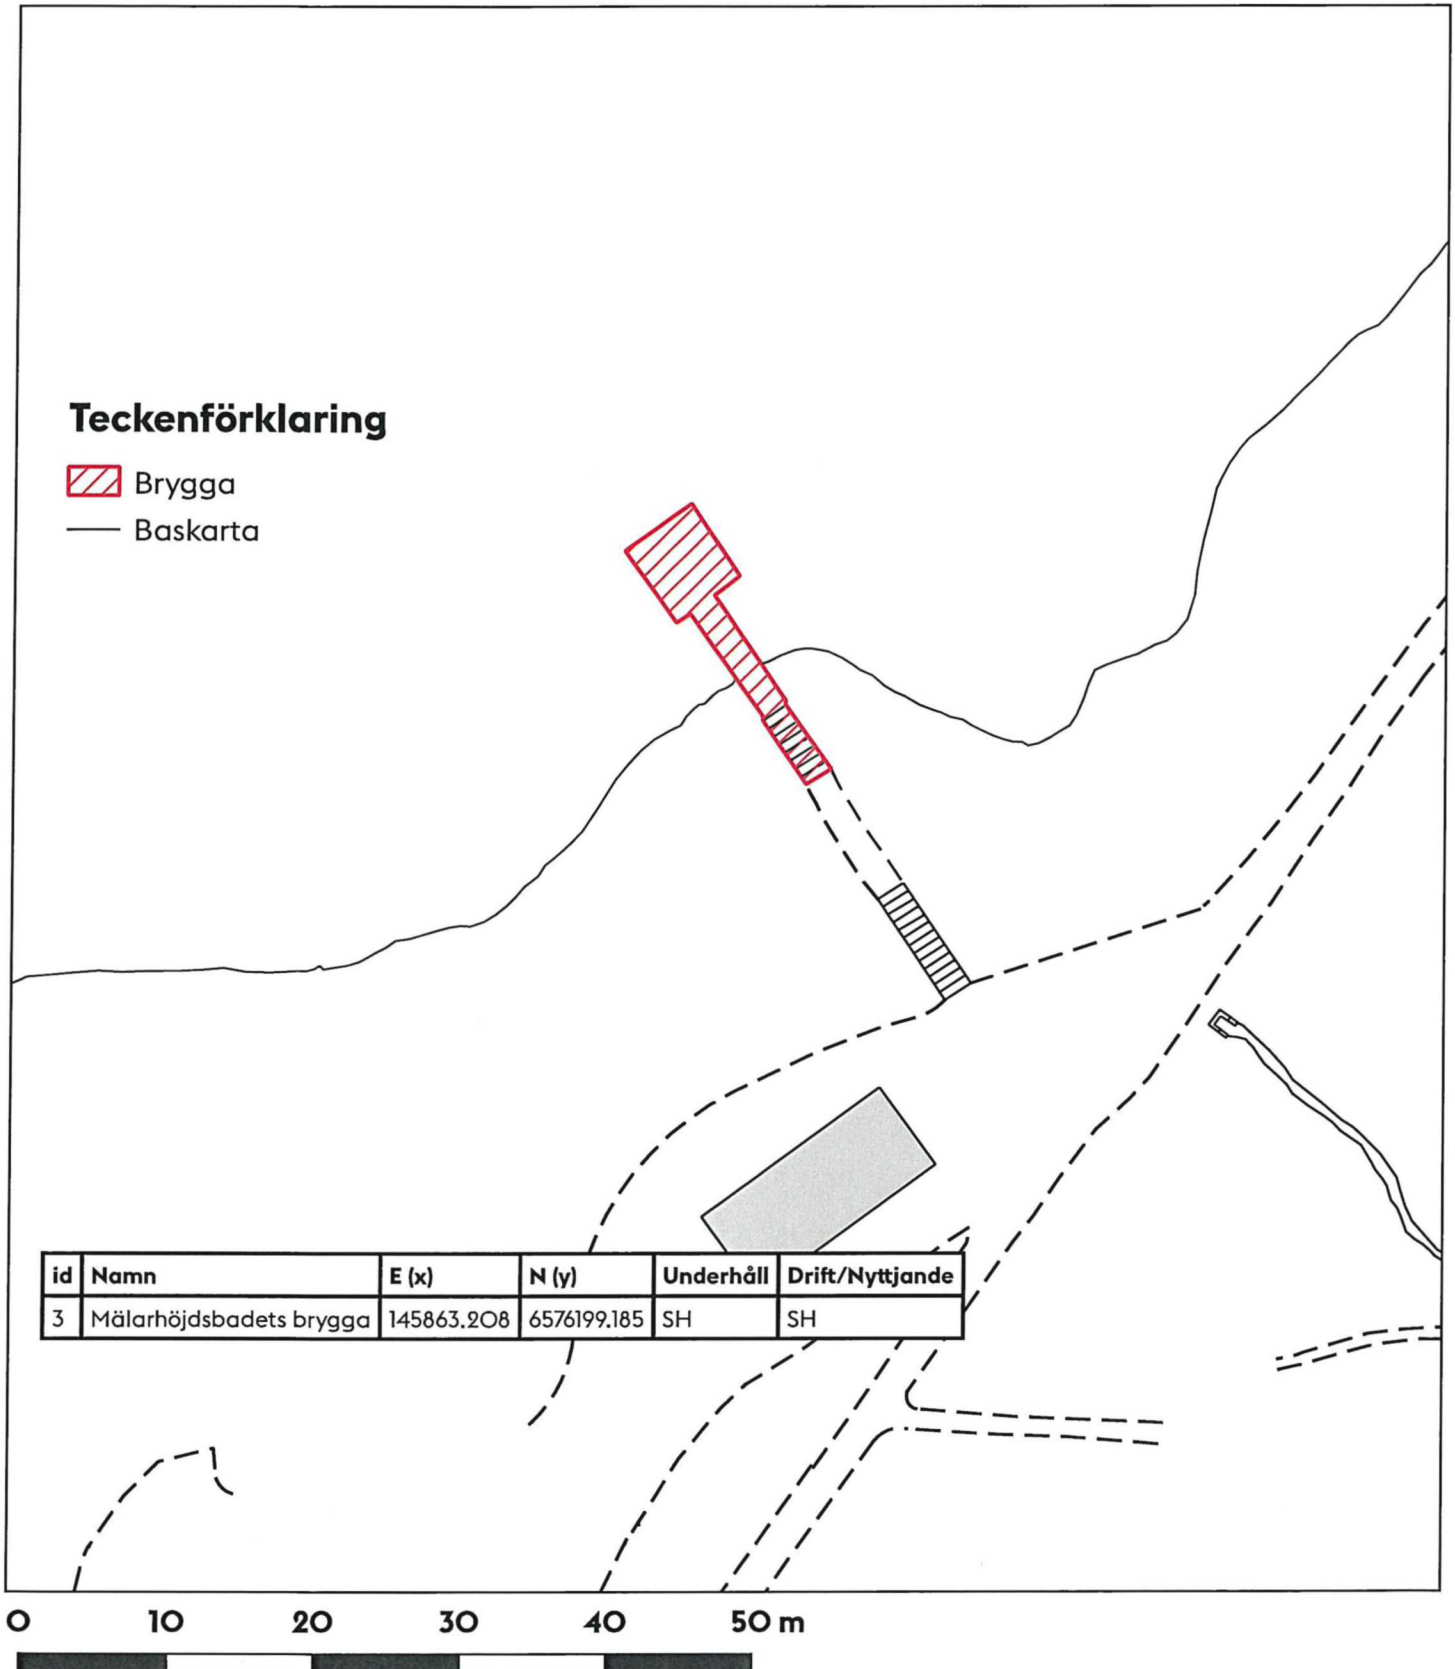 Teckenförklaring
Brygga
Baskarta
id Namn E (x) N (y) Underhåll Drift/Nyttjande
3 Mälarhöjdsbadets brygga 145863.208 6576199.185 SH SH
0 10 20 30 40 50 m